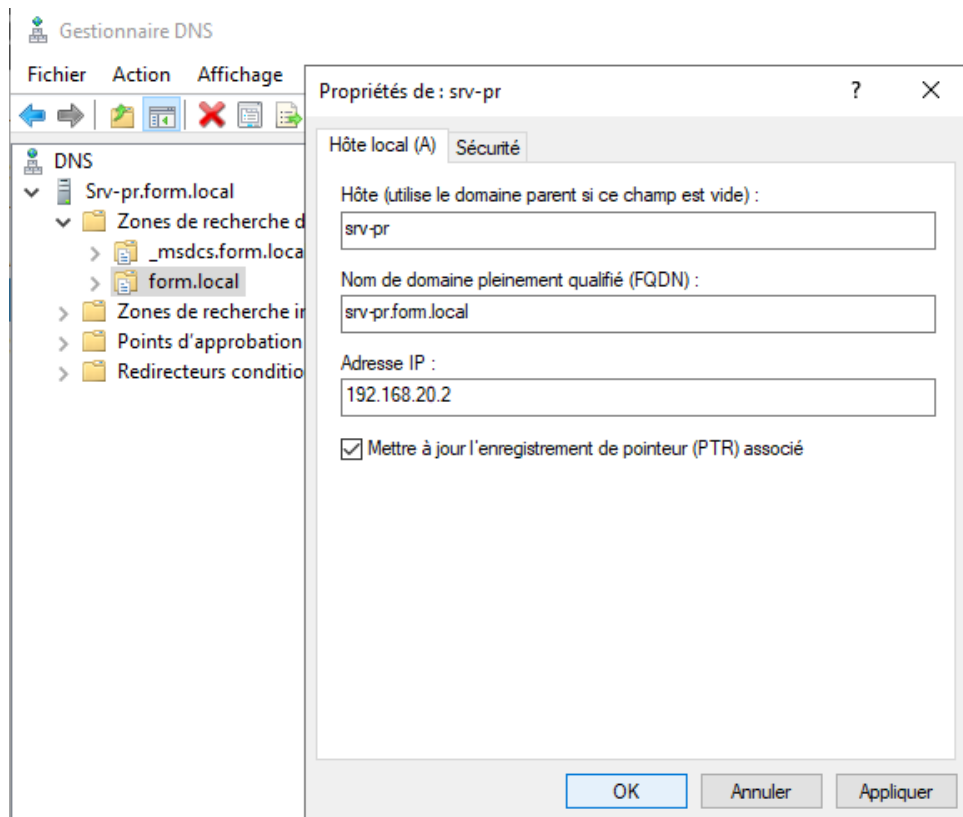 Gestionnaire DNS
Fichier Action Affichage
DNS
Srv-pr.form.local
Zones de recherche d
_msdcs.form.loca
form.local
Zones de recherche in
Points d'approbation
Redirecteurs conditio
Propriétés de : srv-pr ? ×
Hôte local (A) Sécurité
Hôte (utilise le domaine parent si ce champ est vide) :
srv-pr
Nom de domaine pleinement qualifié (FQDN) :
srv-pr.form.local
Adresse IP :
192.168.20.2
Mettre à jour l'enregistrement de pointeur (PTR) associé
OK Annuler Appliquer